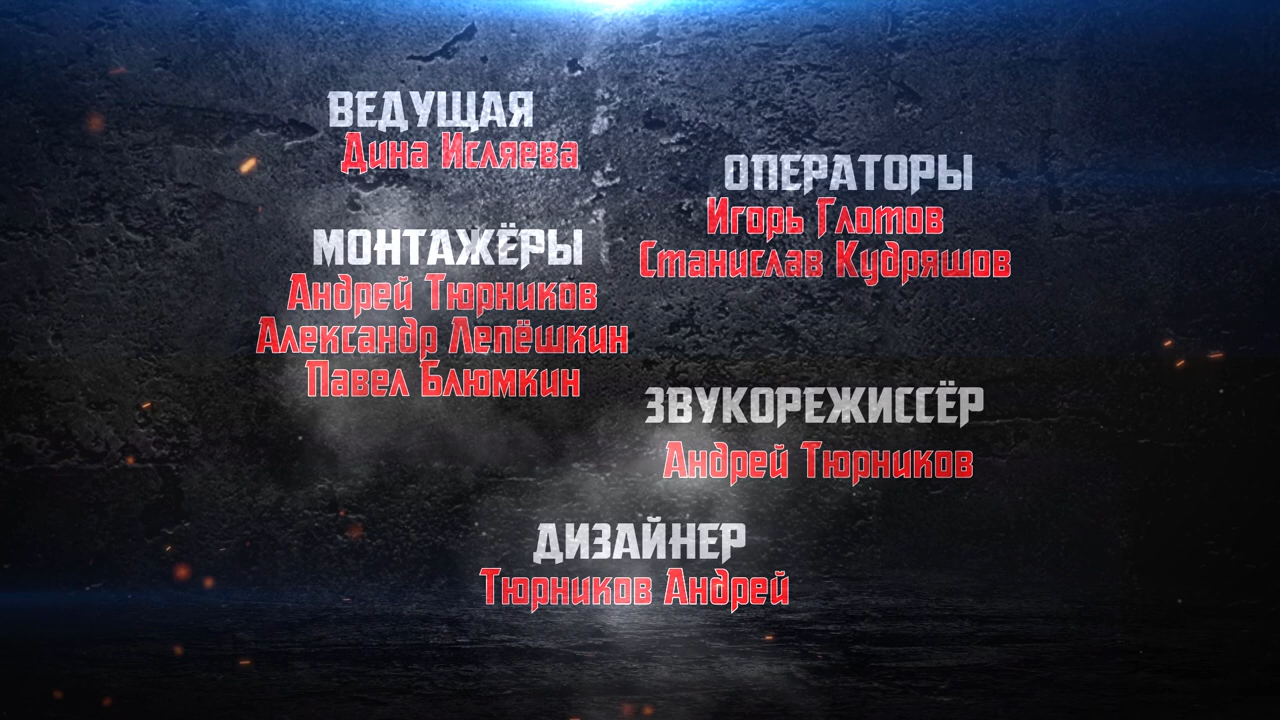 ВЕДУЩАЯ
Дина Исляева
МОНТАЖЁРЫ
Андрей Тюрников
Александр Лепёшкин
Павел Блюмкин
ОПЕРАТОРЫ
Игорь Глотов
Станислав Кудряшов
ЗВУКОРЕЖИССЁР
Андрей Тюрников
ДИЗАЙНЕР
Тюрников Андрей